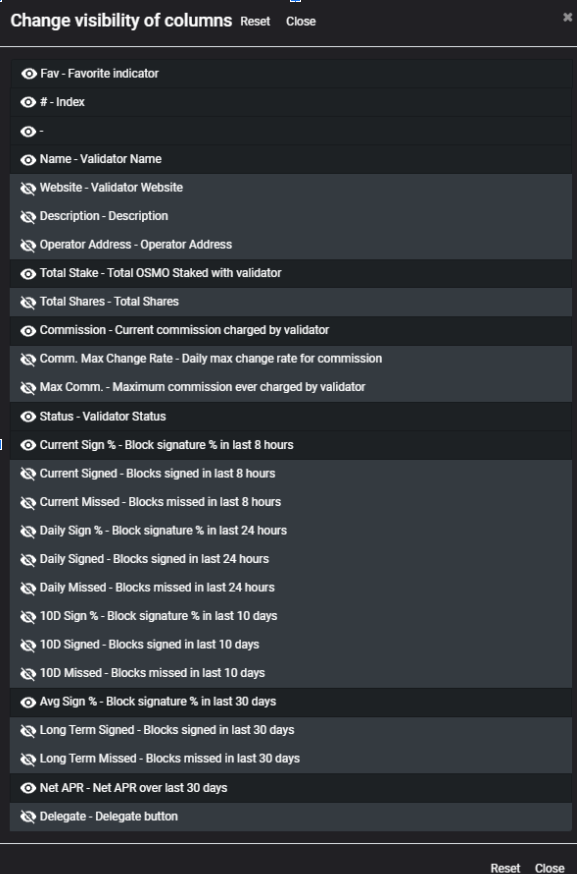 Change visibility of columns Reset Close
Fav - Favorite indicator
# - Index
-
Name - Validator Name
Website - Validator Website
Description - Description
Operator Address - Operator Address
Total Stake - Total OSMO Staked with validator
Total Shares - Total Shares
Commission - Current commission charged by validator
Comm. Max Change Rate - Daily max change rate for commission
Max Comm. - Maximum commission ever charged by validator
Status - Validator Status
Current Sign % - Block signature % in last 8 hours
Current Signed - Blocks signed in last 8 hours
Current Missed - Blocks missed in last 8 hours
Daily Sign % - Block signature % in last 24 hours
Daily Signed - Blocks signed in last 24 hours
Daily Missed - Blocks missed in last 24 hours
10D Sign % - Block signature % in last 10 days
10D Signed - Blocks signed in last 10 days
10D Missed - Blocks missed in last 10 days
Avg Sign % - Block signature % in last 30 days
Long Term Signed - Blocks signed in last 30 days
Long Term Missed - Blocks missed in last 30 days
Net APR - Net APR over last 30 days
Delegate - Delegate button
Reset Close